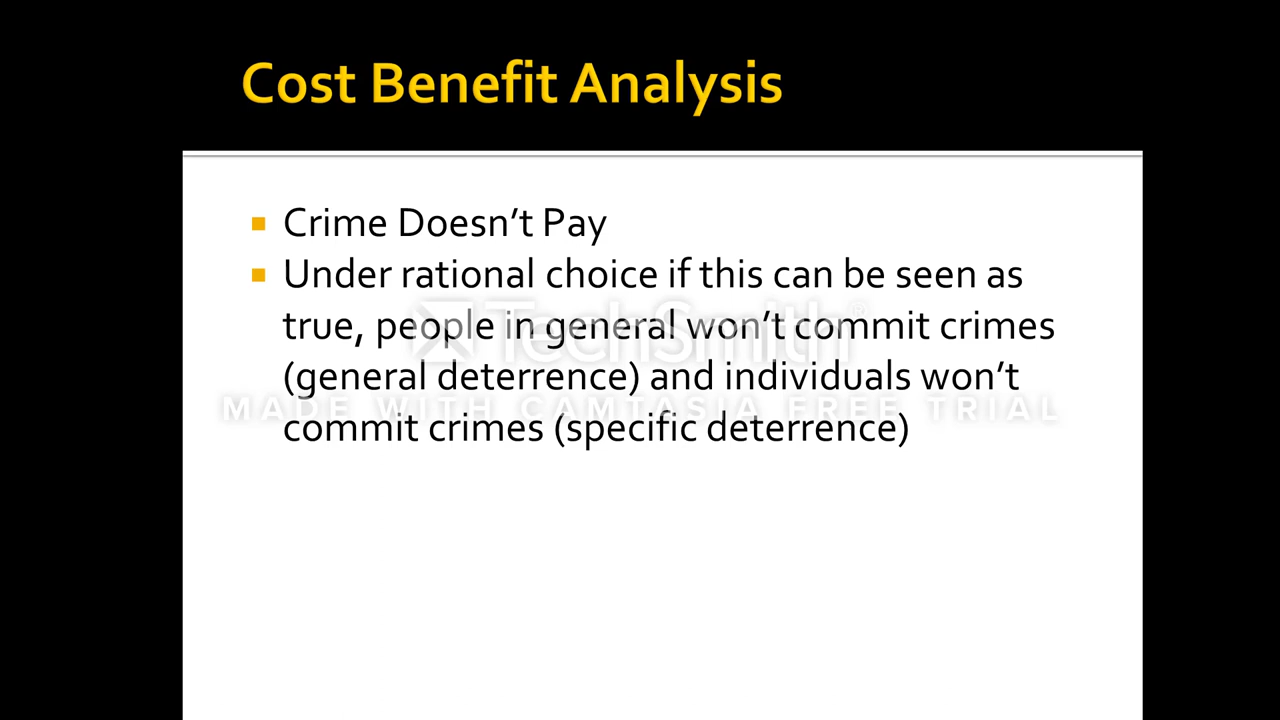 Cost Benefit Analysis
Crime Doesn’t Pay
Under rational choice if this can be seen as
true, people in general won’t commit crimes
TechSmith®
(general deterrence) and individuals won’t
MADE WITH CAMTASIA FREE TRIAL
commit crimes (specific deterrence)